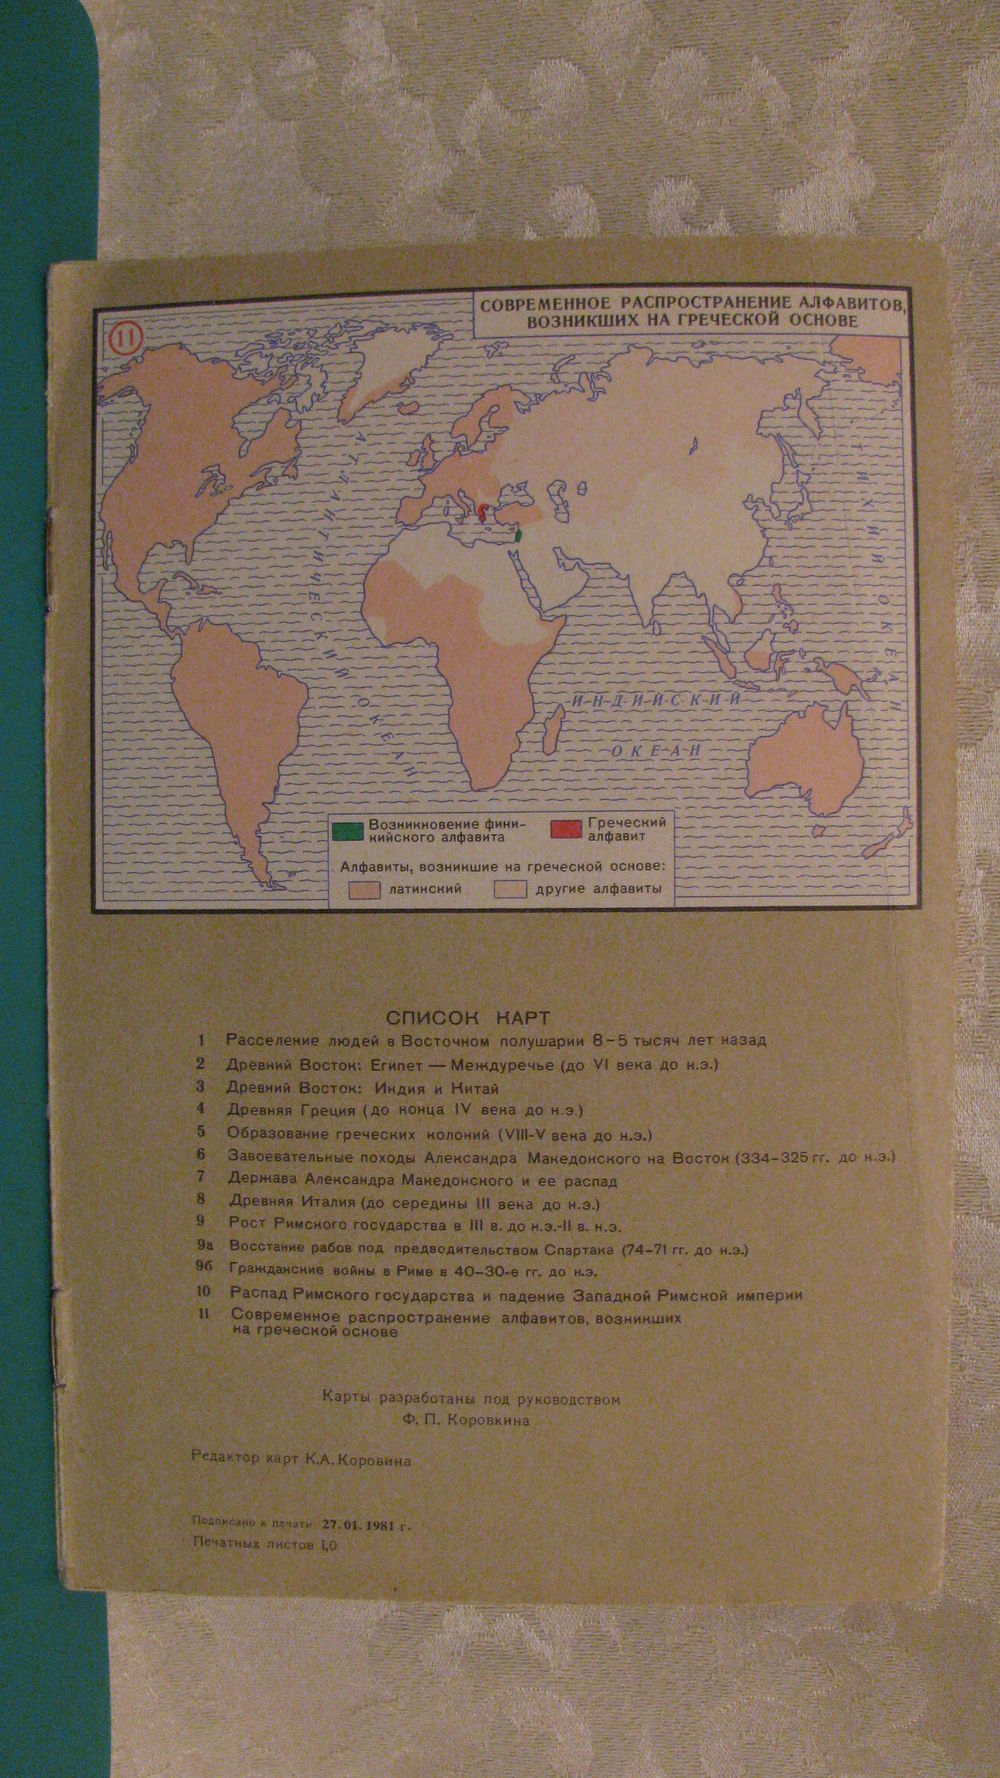 СОВРЕМЕННОЕ РАСПРОСТРАНЕНИЕ АЛФАВИТОВ,
ВОЗНИКШИХ НА ГРЕЧЕСКОЙ ОСНОВЕ
11
АТЛАНТИЧЕСКИЙ ОКЕАН
ТИХИЙ ОКЕАН
ИНДИЙСКИЙ
ОКЕАН
Возникновение фини-
кийского алфавита
Греческий
алфавит
Алфавиты, возникшие на греческой основе:
латинский
другие алфавиты
СПИСОК КАРТ
1 Расселение людей в Восточном полушарии 8-5 тысяч лет назад
2 Древний Восток: Египет — Междуречье (до VI века до н.э.)
3 Древний Восток: Индия и Китай
4 Древняя Греция (до конца IV века до н.э.)
5 Образование греческих колоний (VIII-V века до н.э.)
6 Завоевательные походы Александра Македонского на Восток (334-325 гг. до н.э.)
7 Держава Александра Македонского и ее распад
8 Древняя Италия (до середины III века до н.э.)
9 Рост Римского государства в III в. до н.э.-II в. н.э.
9а Восстание рабов под предводительством Спартака (74-71 гг. до н.э.)
9б Гражданские войны в Риме в 40-30-е гг. до н.э.
10 Распад Римского государства и падение Западной Римской империи
11 Современное распространение алфавитов, возникших
на греческой основе
Карты разработаны под руководством
Ф. П. Коровкина
Редактор карт К.А. Коровина
Подписано к печати 27. 01. 1981 г.
Печатных листов 1,0